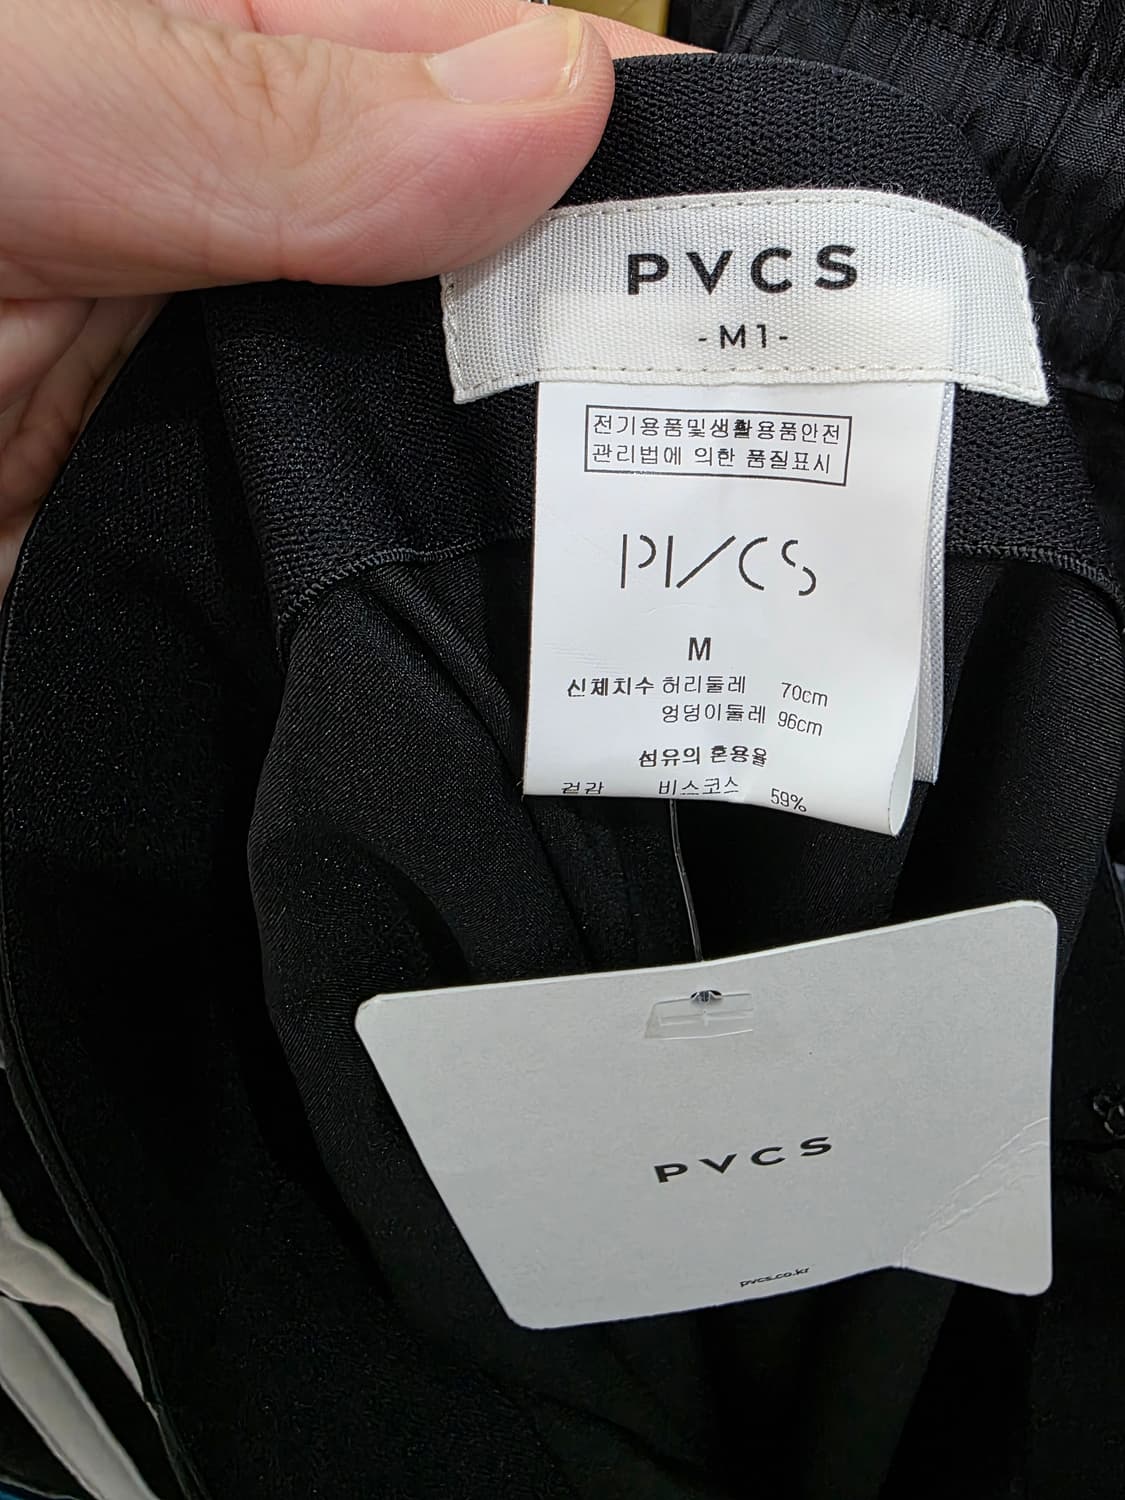 PVCS
-M1-
전기용품및생활용품안전
관리법에 의한 품질표시
PVCS
M
신체치수 허리둘레 70cm
엉덩이둘레 96cm
섬유의 혼용율
겉감 비스코스 59%
PVCS
pvcs.co.kr